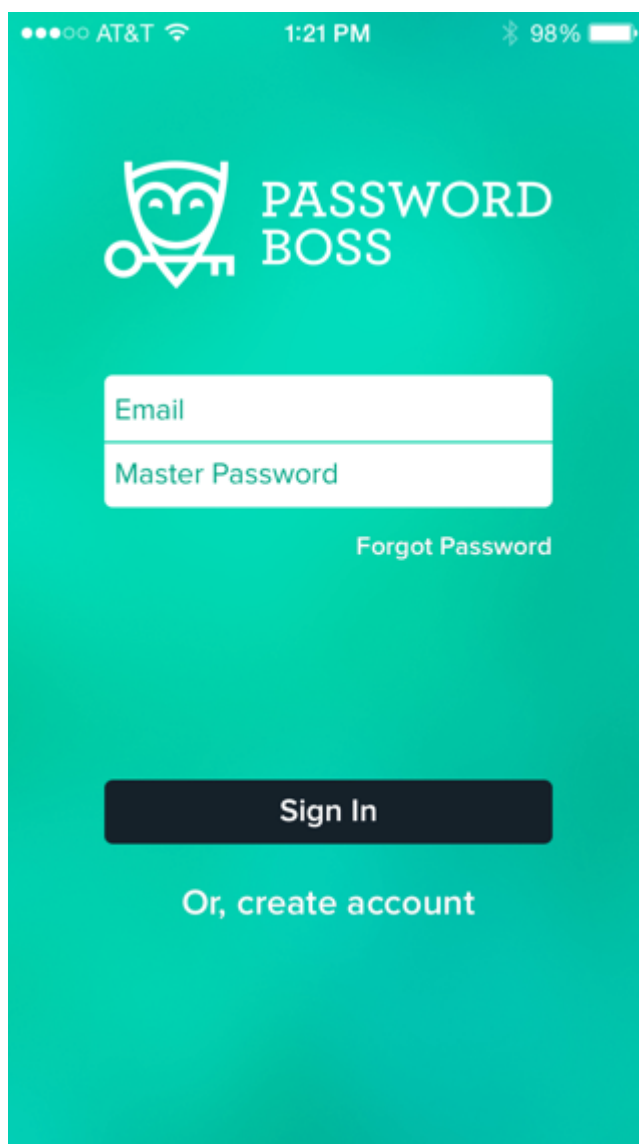 AT&T 1:21 PM 98%
PASSWORD
BOSS
Email
Master Password
Forgot Password
Sign In
Or, create account